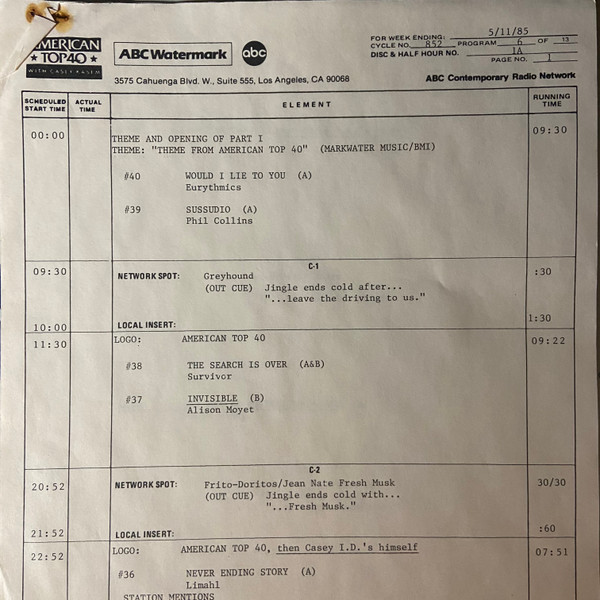 AMERICAN
★ TOP 40 ★
WITH CASEY KASEM
ABC Watermark
abc
3575 Cahuenga Blvd. W., Suite 555, Los Angeles, CA 90068
FOR WEEK ENDING: 5/11/85
CYCLE NO. 852 PROGRAM 6 OF 13
DISC & HALF HOUR NO. 1A
PAGE NO. 1
ABC Contemporary Radio Network
SCHEDULED START TIME ACTUAL TIME ELEMENT RUNNING TIME
00:00 09:30
THEME AND OPENING OF PART I
THEME: "THEME FROM AMERICAN TOP 40" (MARKWATER MUSIC/BMI)
#40 WOULD I LIE TO YOU (A)
Eurythmics
#39 SUSSUDIO (A)
Phil Collins
C-1
09:30 NETWORK SPOT: Greyhound :30
(OUT CUE) Jingle ends cold after...
"...leave the driving to us."
10:00 LOCAL INSERT: 1:30
11:30 LOGO: AMERICAN TOP 40 09:22
#38 THE SEARCH IS OVER (A&B)
Survivor
#37 INVISIBLE (B)
Alison Moyet
C-2
20:52 NETWORK SPOT: Frito-Doritos/Jean Nate Fresh Musk 30/30
(OUT CUE) Jingle ends cold with...
"...Fresh Musk."
21:52 LOCAL INSERT: :60
22:52 LOGO: AMERICAN TOP 40, then Casey I.D.'s himself 07:51
#36 NEVER ENDING STORY (A)
Limahl
STATION MENTIONS